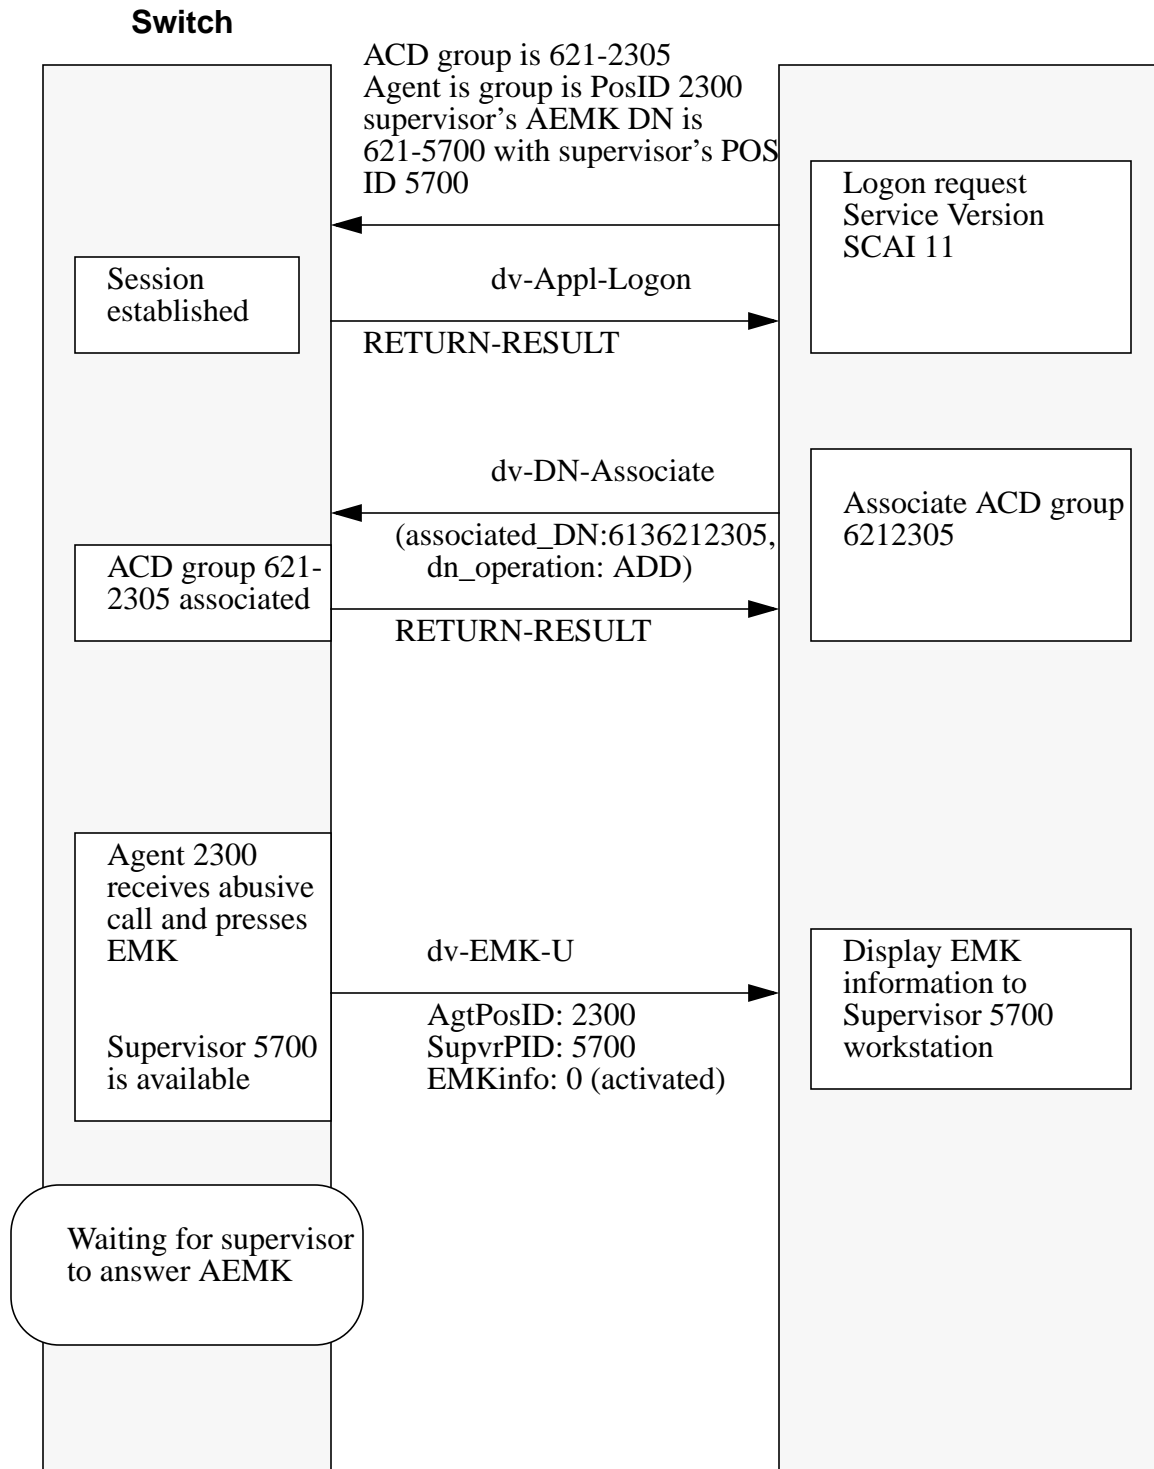 Switch
ACD group is 621-2305
Agent is group is PosID 2300
supervisor’s AEMK DN is
621-5700 with supervisor’s POS
ID 5700
Logon request
Service Version
SCAI 11
Session
established
dv-Appl-Logon
RETURN-RESULT
dv-DN-Associate
Associate ACD group
6212305
(associated_DN:6136212305,
dn_operation: ADD)
ACD group 621-
2305 associated
RETURN-RESULT
Agent 2300
receives abusive
call and presses
EMK
Supervisor 5700
is available
dv-EMK-U
AgtPosID: 2300
SupvrPID: 5700
EMKinfo: 0 (activated)
Display EMK
information to
Supervisor 5700
workstation
Waiting for supervisor
to answer AEMK